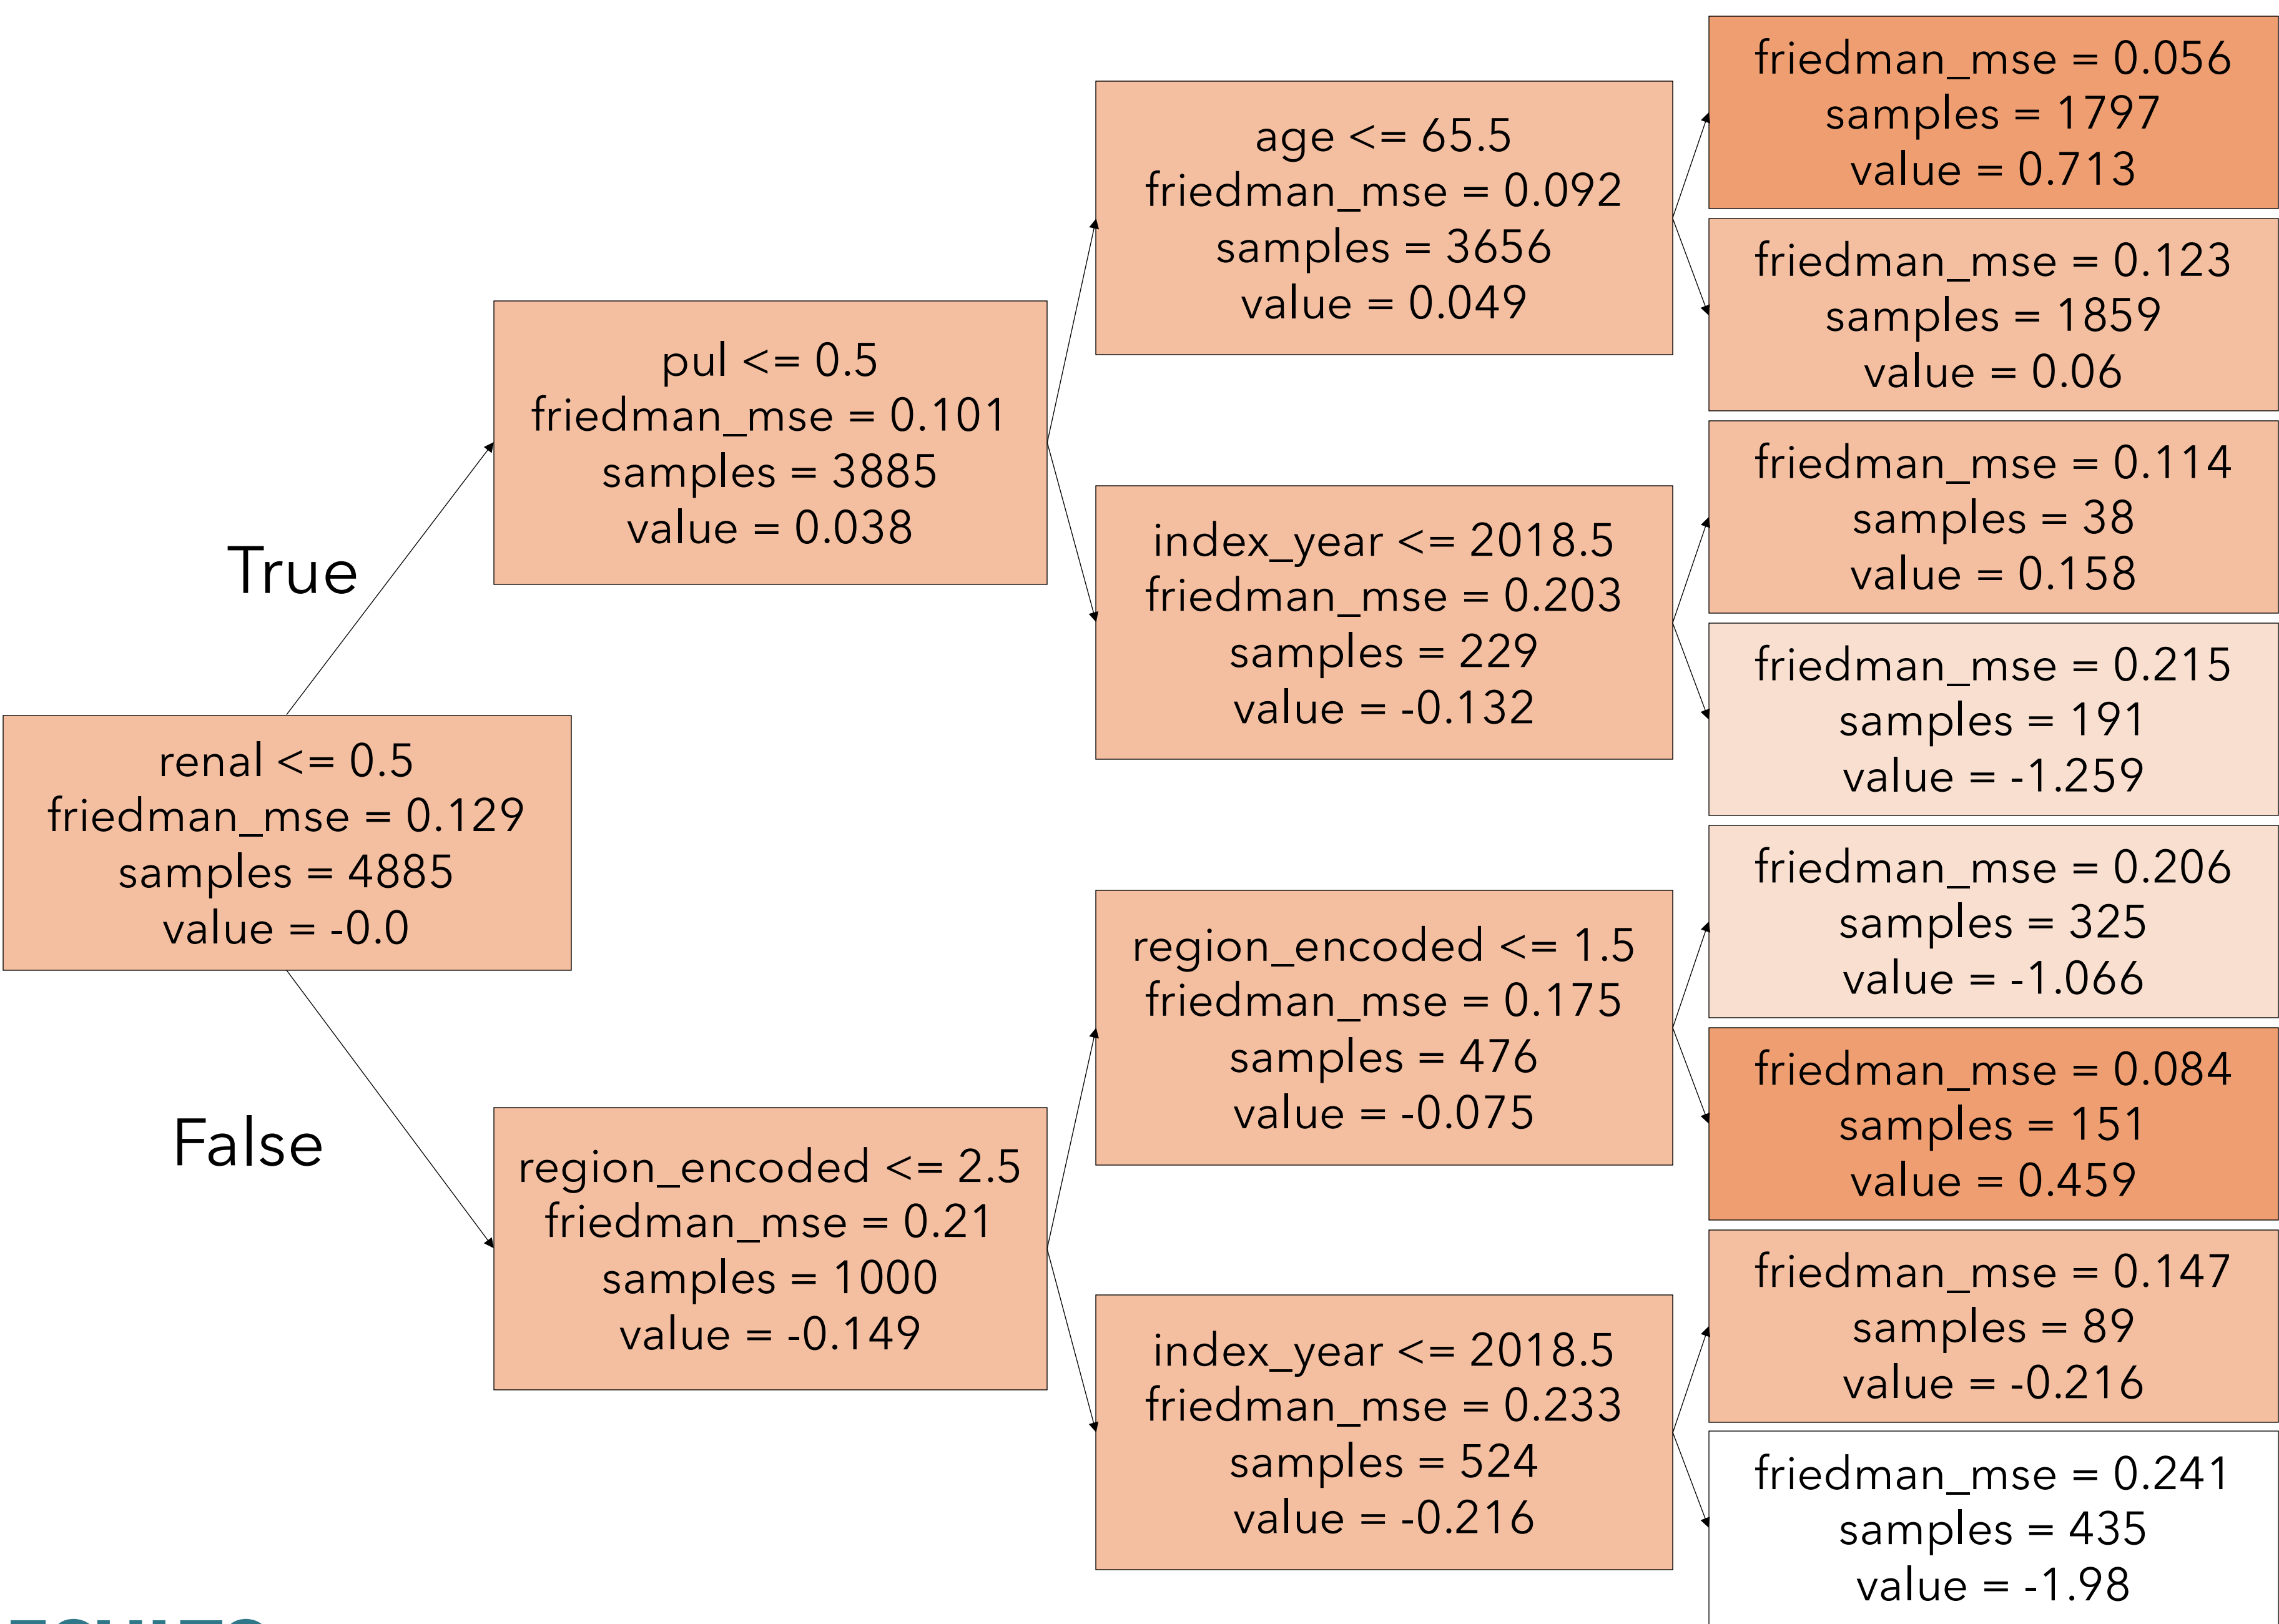 renal <= 0.5
friedman_mse = 0.129
samples = 4885
value = -0.0
True
False
pul <= 0.5
friedman_mse = 0.101
samples = 3885
value = 0.038
region_encoded <= 2.5
friedman_mse = 0.21
samples = 1000
value = -0.149
age <= 65.5
friedman_mse = 0.092
samples = 3656
value = 0.049
index_year <= 2018.5
friedman_mse = 0.203
samples = 229
value = -0.132
region_encoded <= 1.5
friedman_mse = 0.175
samples = 476
value = -0.075
index_year <= 2018.5
friedman_mse = 0.233
samples = 524
value = -0.216
friedman_mse = 0.056
samples = 1797
value = 0.713
friedman_mse = 0.123
samples = 1859
value = 0.06
friedman_mse = 0.114
samples = 38
value = 0.158
friedman_mse = 0.215
samples = 191
value = -1.259
friedman_mse = 0.206
samples = 325
value = -1.066
friedman_mse = 0.084
samples = 151
value = 0.459
friedman_mse = 0.147
samples = 89
value = -0.216
friedman_mse = 0.241
samples = 435
value = -1.98